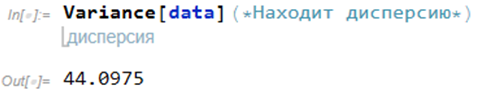 In[•]:= Variance[data] (*Находит дисперсию*)
дисперсия
Out[•]= 44.0975